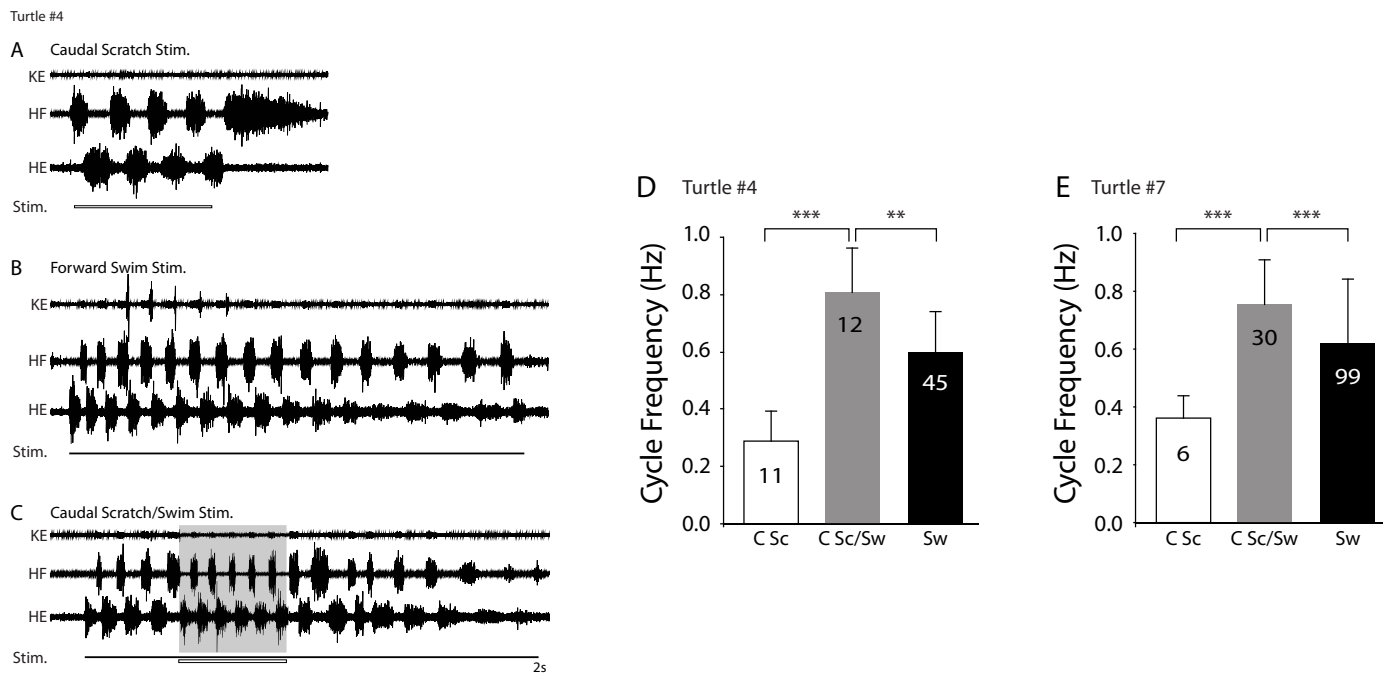 Turtle #4
A Caudal Scratch Stim.
KE
HF
HE
Stim.
B Forward Swim Stim.
KE
HF
HE
Stim.
C Caudal Scratch/Swim Stim.
KE
HF
HE
Stim.
2s
D Turtle #4
*** **
Cycle Frequency (Hz)
1.0
0.8
0.6
0.4
0.2
0.0
11
12
45
C Sc C Sc/Sw Sw
E Turtle #7
*** ***
Cycle Frequency (Hz)
1.0
0.8
0.6
0.4
0.2
0.0
6
30
99
C Sc C Sc/Sw Sw